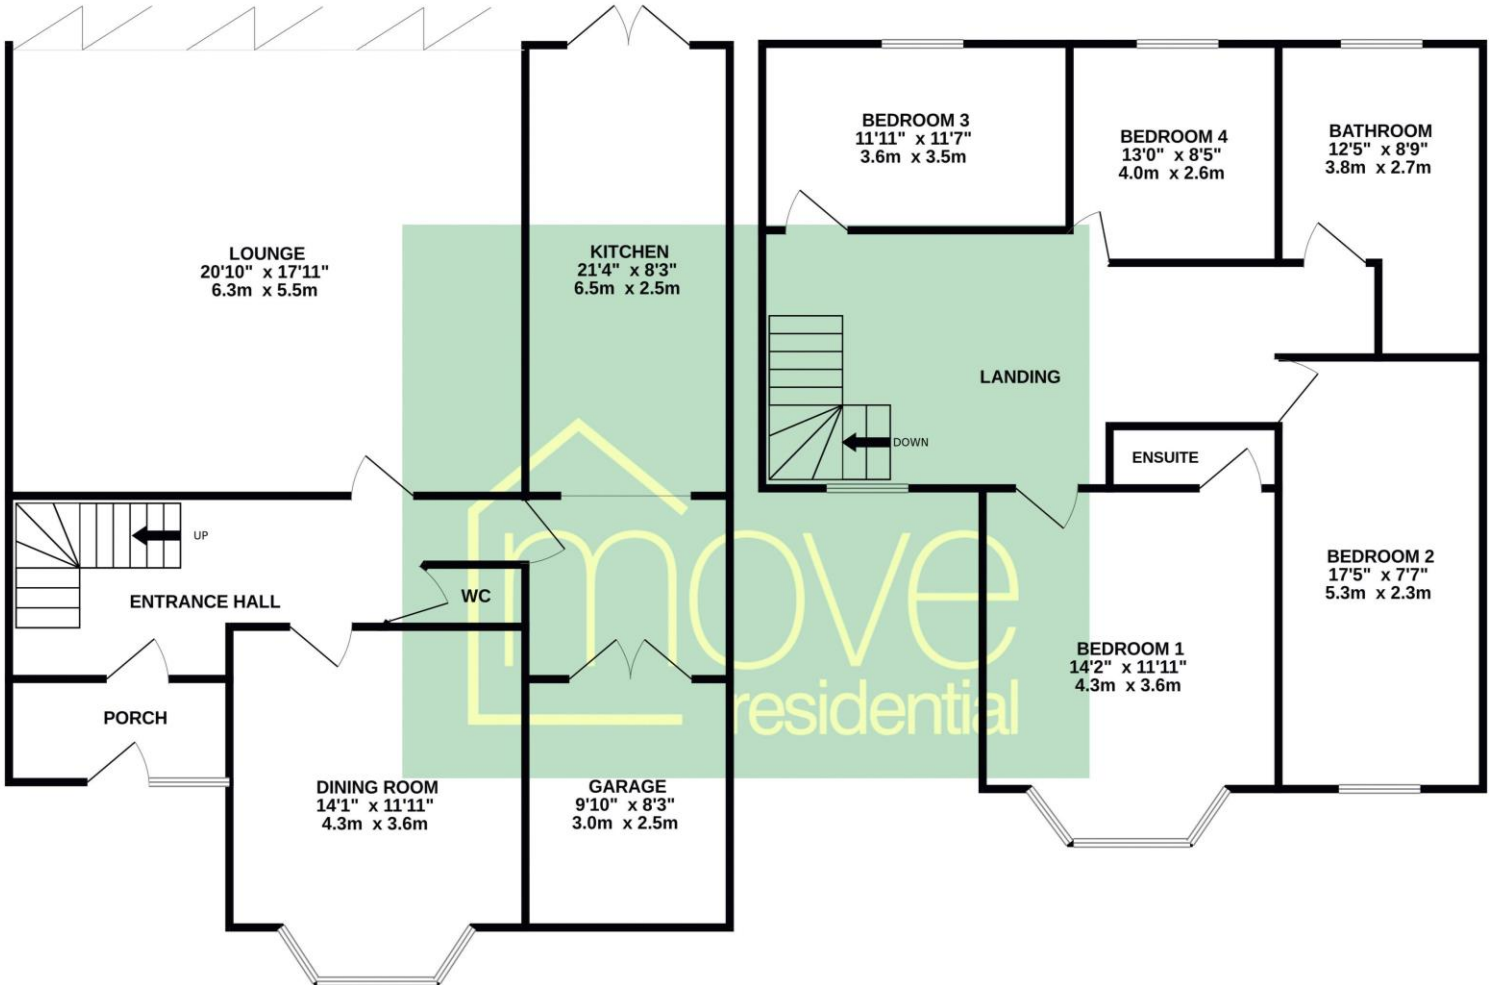 LOUNGE
20'10" x 17'11"
6.3m x 5.5m
KITCHEN
21'4" x 8'3"
6.5m x 2.5m
UP
ENTRANCE HALL
WC
PORCH
DINING ROOM
14'1" x 11'11"
4.3m x 3.6m
GARAGE
9'10" x 8'3"
3.0m x 2.5m
BEDROOM 3
11'11" x 11'7"
3.6m x 3.5m
BEDROOM 4
13'0" x 8'5"
4.0m x 2.6m
BATHROOM
12'5" x 8'9"
3.8m x 2.7m
LANDING
DOWN
ENSUITE
BEDROOM 2
17'5" x 7'7"
5.3m x 2.3m
BEDROOM 1
14'2" x 11'11"
4.3m x 3.6m
move
residential